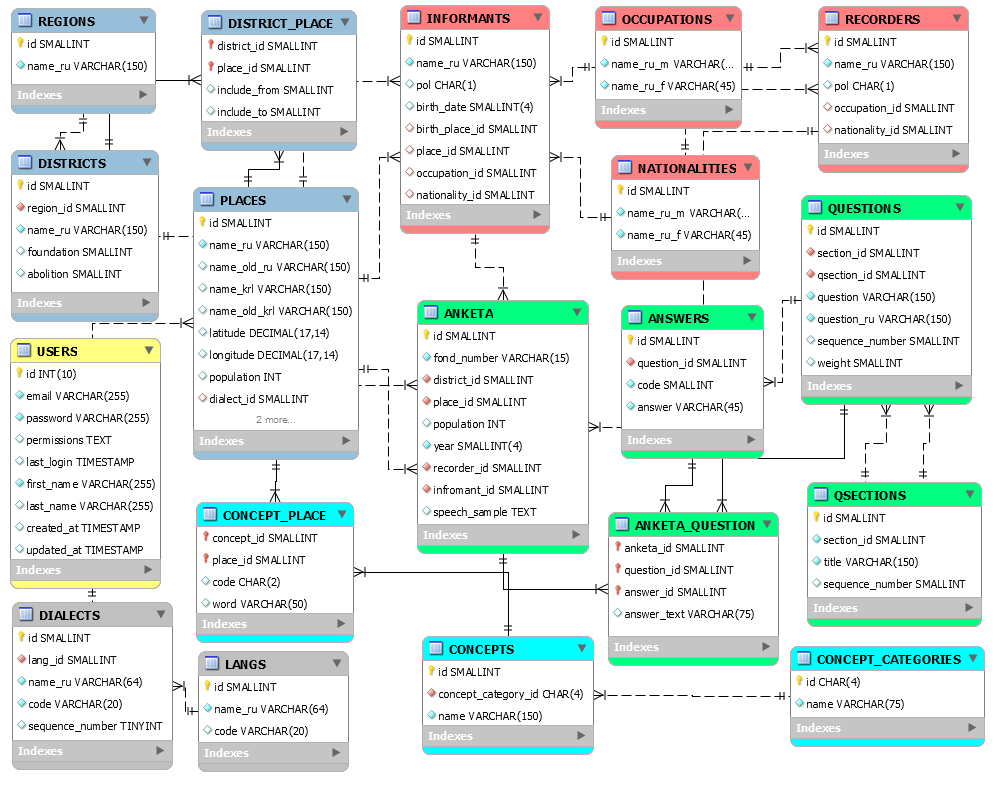 REGIONS
id SMALLINT
name_ru VARCHAR(150)
Indexes
DISTRICT_PLACE
district_id SMALLINT
place_id SMALLINT
include_from SMALLINT
include_to SMALLINT
Indexes
INFORMANTS
id SMALLINT
name_ru VARCHAR(150)
pol CHAR(1)
birth_date SMALLINT(4)
birth_place_id SMALLINT
place_id SMALLINT
occupation_id SMALLINT
nationality_id SMALLINT
Indexes
OCCUPATIONS
id SMALLINT
name_ru_m VARCHAR(...
name_ru_f VARCHAR(45)
Indexes
RECORDERS
id SMALLINT
name_ru VARCHAR(150)
pol CHAR(1)
occupation_id SMALLINT
nationality_id SMALLINT
Indexes
DISTRICTS
id SMALLINT
region_id SMALLINT
name_ru VARCHAR(150)
foundation SMALLINT
abolition SMALLINT
Indexes
PLACES
id SMALLINT
name_ru VARCHAR(150)
name_old_ru VARCHAR(150)
name_krl VARCHAR(150)
name_old_krl VARCHAR(150)
latitude DECIMAL(17,14)
longitude DECIMAL(17,14)
population INT
dialect_id SMALLINT
2 more...
Indexes
NATIONALITIES
id SMALLINT
name_ru_m VARCHAR(...
name_ru_f VARCHAR(45)
Indexes
QUESTIONS
id SMALLINT
section_id SMALLINT
qsection_id SMALLINT
question VARCHAR(150)
question_ru VARCHAR(150)
sequence_number SMALLINT
weight SMALLINT
Indexes
USERS
id INT(10)
email VARCHAR(255)
password VARCHAR(255)
permissions TEXT
last_login TIMESTAMP
first_name VARCHAR(255)
last_name VARCHAR(255)
created_at TIMESTAMP
updated_at TIMESTAMP
Indexes
ANKETA
id SMALLINT
fond_number VARCHAR(15)
district_id SMALLINT
place_id SMALLINT
population INT
year SMALLINT(4)
recorder_id SMALLINT
infromant_id SMALLINT
speech_sample TEXT
Indexes
ANSWERS
id SMALLINT
question_id SMALLINT
code SMALLINT
answer VARCHAR(45)
Indexes
CONCEPT_PLACE
concept_id SMALLINT
place_id SMALLINT
code CHAR(2)
word VARCHAR(50)
Indexes
ANKETA_QUESTION
anketa_id SMALLINT
question_id SMALLINT
answer_id SMALLINT
answer_text VARCHAR(75)
Indexes
QSECTIONS
id SMALLINT
section_id SMALLINT
title VARCHAR(150)
sequence_number SMALLINT
Indexes
DIALECTS
id SMALLINT
lang_id SMALLINT
name_ru VARCHAR(64)
code VARCHAR(20)
sequence_number TINYINT
Indexes
LANGS
id SMALLINT
name_ru VARCHAR(64)
code VARCHAR(20)
Indexes
CONCEPTS
id SMALLINT
concept_category_id CHAR(4)
name VARCHAR(150)
Indexes
CONCEPT_CATEGORIES
id CHAR(4)
name VARCHAR(75)
Indexes